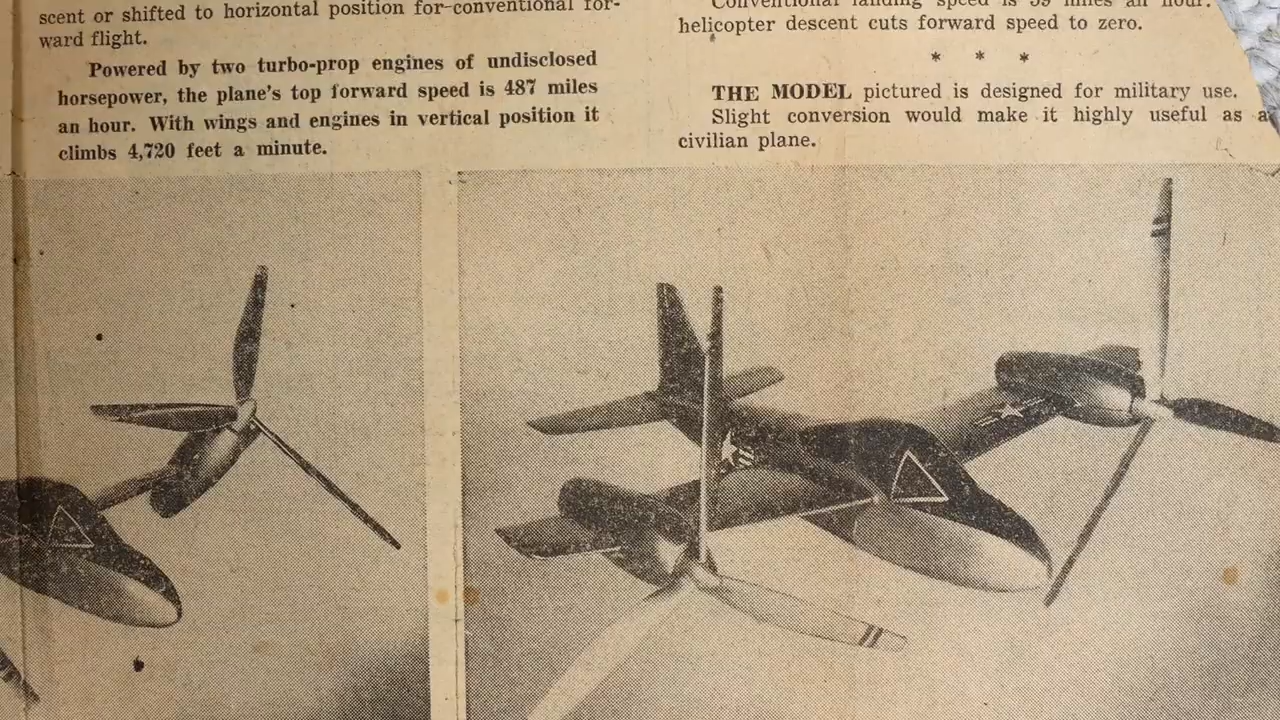 scent or shifted to horizontal position for conventional for-
ward flight.
Powered by two turbo-prop engines of undisclosed
horsepower, the plane's top forward speed is 487 miles
an hour. With wings and engines in vertical position it
climbs 4,720 feet a minute.
Conventional landing speed is 59 miles an hour.
helicopter descent cuts forward speed to zero.
* * *
THE MODEL pictured is designed for military use.
Slight conversion would make it highly useful as a
civilian plane.